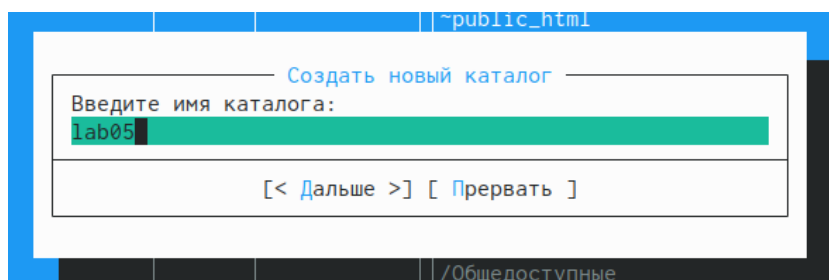 ~public_html
Создать новый каталог
Введите имя каталога:
lab05
[< Дальше >] [ Прервать ]
/Общедоступные